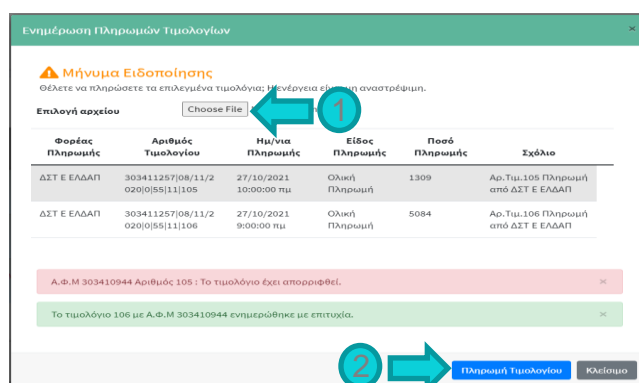 Ενημέρωση Πληρωμών Τιμολογίων ×
Μήνυμα Ειδοποίησης
Θέλετε να πληρώσετε τα επιλεγμένα τιμολόγια; Η ενέργεια είναι μη αναστρέψιμη.
Επιλογή αρχείου Choose File 1
Φορέας Πληρωμής Αριθμός Τιμολογίου Ημ/νια Πληρωμής Είδος Πληρωμής Ποσό Πληρωμής Σχόλιο
ΔΣΤ Ε ΕΛΔΑΠ 303411257|08/11/2 27/10/2021 Ολική 1309 Αρ.Τιμ.105 Πληρωμή
020|0|55|11|105 10:00:00 πμ Πληρωμή από ΔΣΤ Ε ΕΛΔΑΠ
ΔΣΤ Ε ΕΛΔΑΠ 303411257|08/11/2 27/10/2021 Ολική 5084 Αρ.Τιμ.106 Πληρωμή
020|0|55|11|106 9:00:00 πμ Πληρωμή από ΔΣΤ Ε ΕΛΔΑΠ
Α.Φ.Μ 303410944 Αριθμός 105 : Το τιμολόγιο έχει απορριφθεί. ×
Το τιμολόγιο 106 με Α.Φ.Μ 303410944 ενημερώθηκε με επιτυχία. ×
2 Πληρωμή Τιμολογίου Κλείσιμο